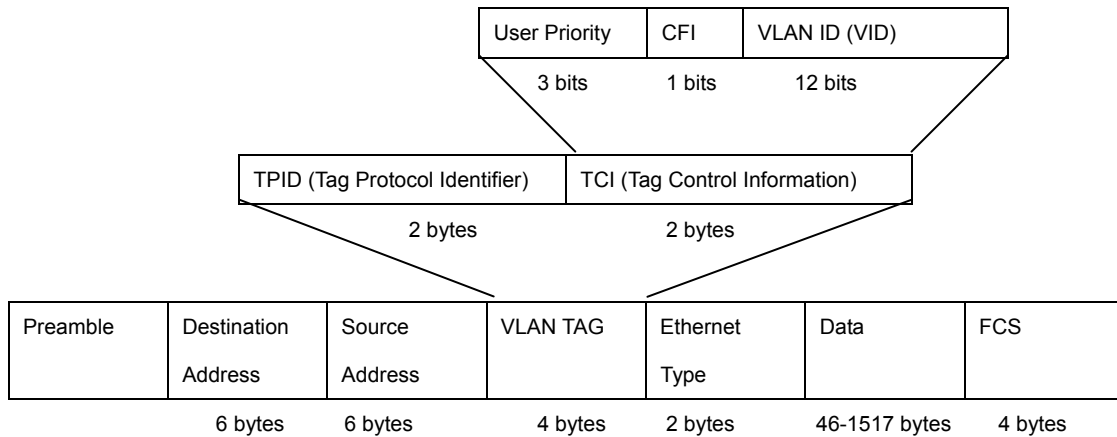 User Priority CFI VLAN ID (VID)
3 bits 1 bits 12 bits
TPID (Tag Protocol Identifier) TCI (Tag Control Information)
2 bytes 2 bytes
Preamble Destination Source VLAN TAG Ethernet Data FCS
Address Address Type
6 bytes 6 bytes 4 bytes 2 bytes 46-1517 bytes 4 bytes